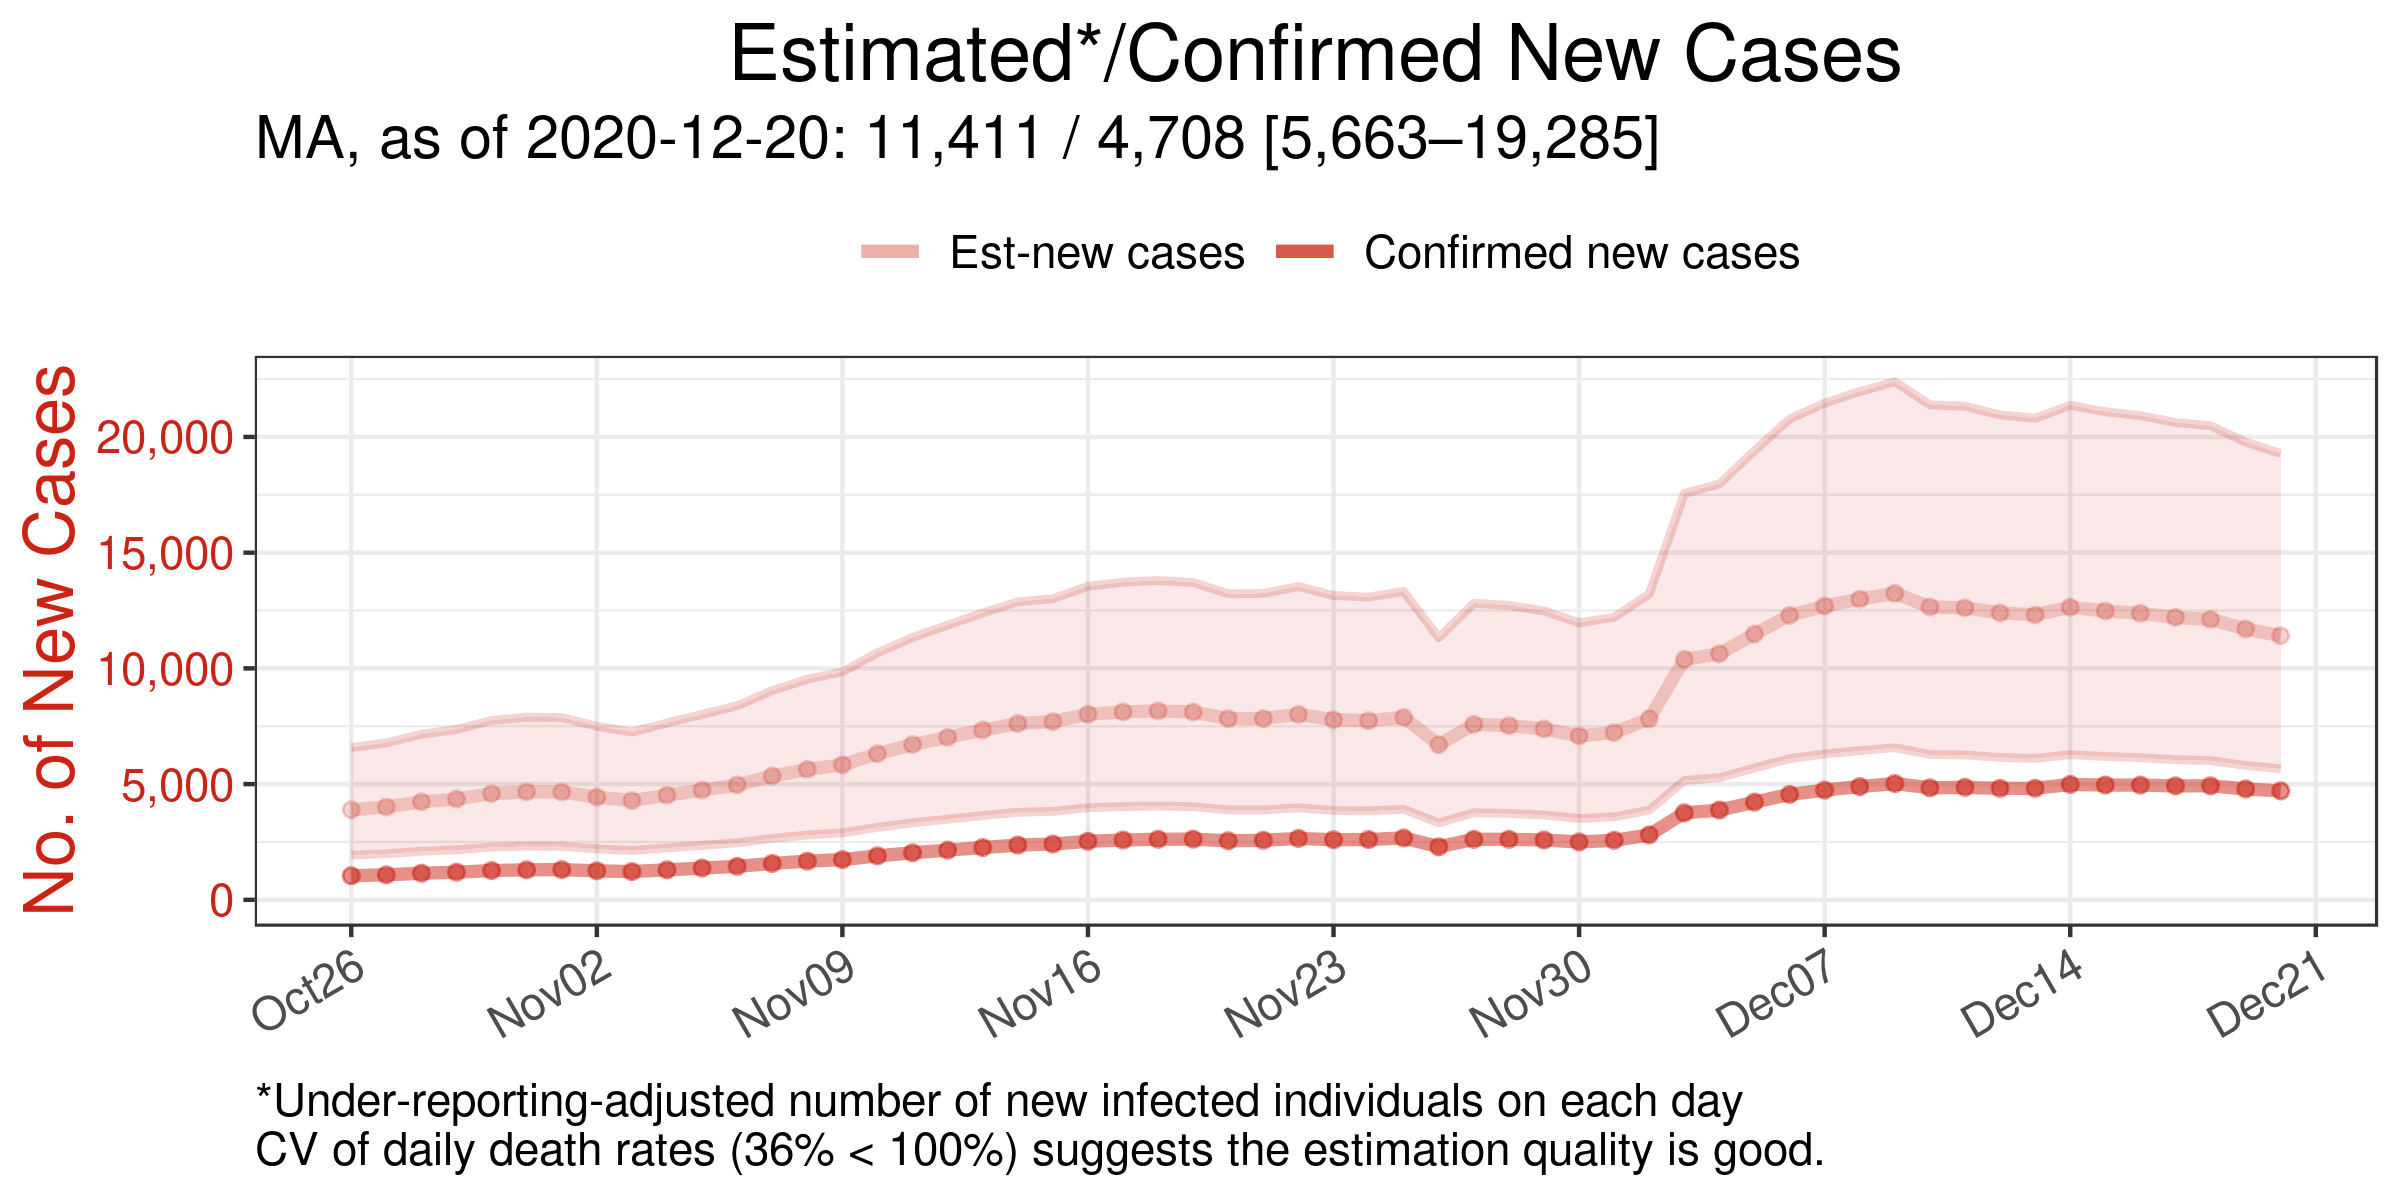 Estimated*/Confirmed New Cases
MA, as of 2020-12-20: 11,411 / 4,708 [5,663–19,285]
Est-new cases
Confirmed new cases
No. of New Cases
20,000
15,000
10,000
5,000
0
Oct26
Nov02
Nov09
Nov16
Nov23
Nov30
Dec07
Dec14
Dec21
*Under-reporting-adjusted number of new infected individuals on each day
CV of daily death rates (36% < 100%) suggests the estimation quality is good.